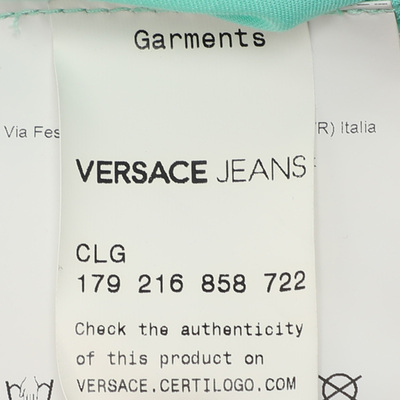 Garments
Via Fes
R) Italia
VERSACE JEANS
CLG
179 216 858 722
Check the authenticity
of this product on
VERSACE.CERTILOGO.COM